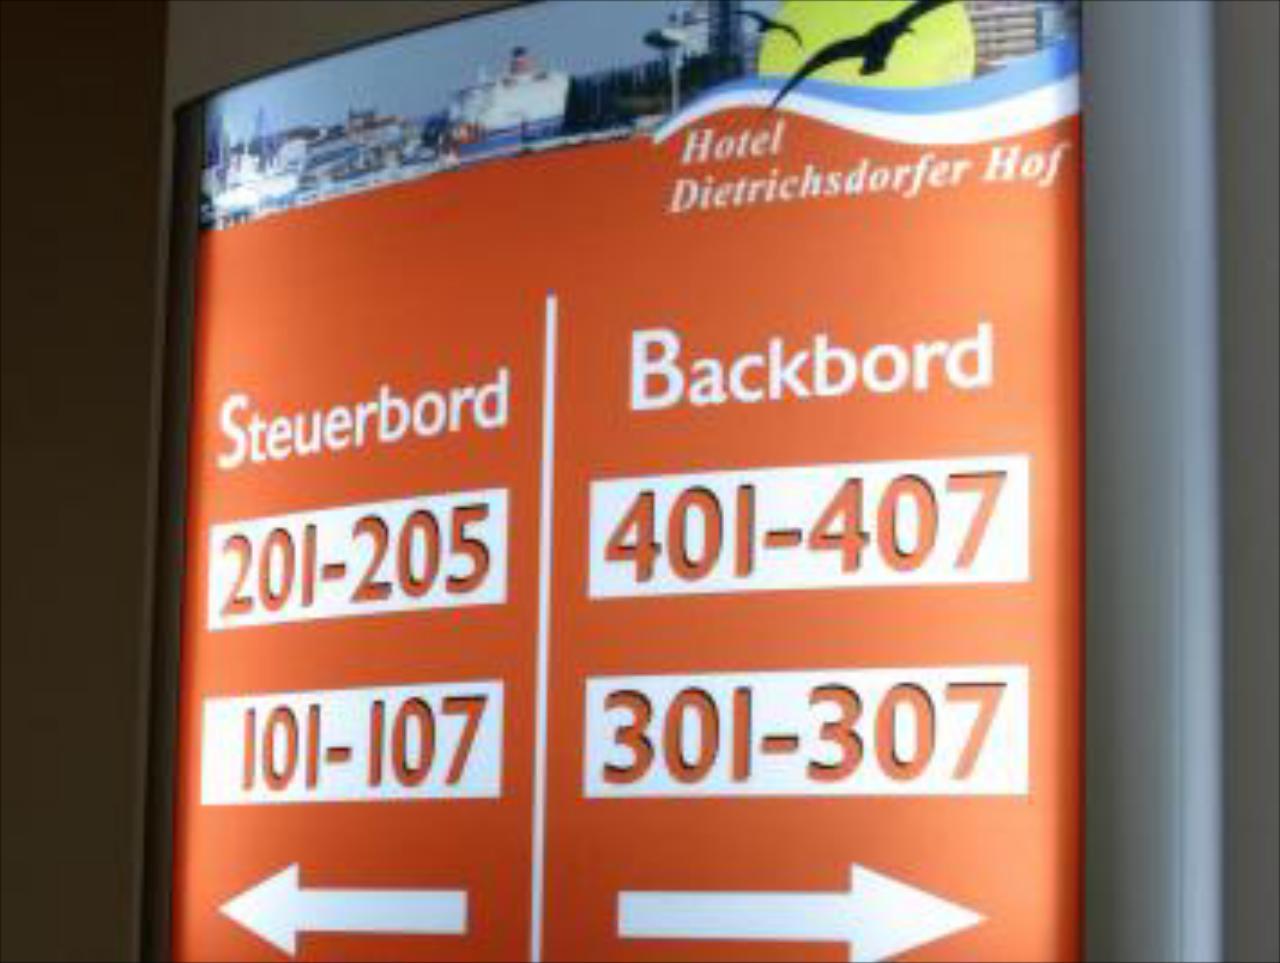 Hotel
Dietrichsdorfer Hof
Steuerbord
201-205
101-107
Backbord
401-407
301-307